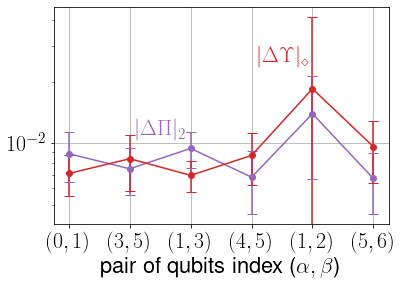 |ΔΥ|⋄
|ΔΠ|₂
10⁻²
(0, 1) (3, 5) (1, 3) (4, 5) (1, 2) (5, 6)
pair of qubits index (α, β)